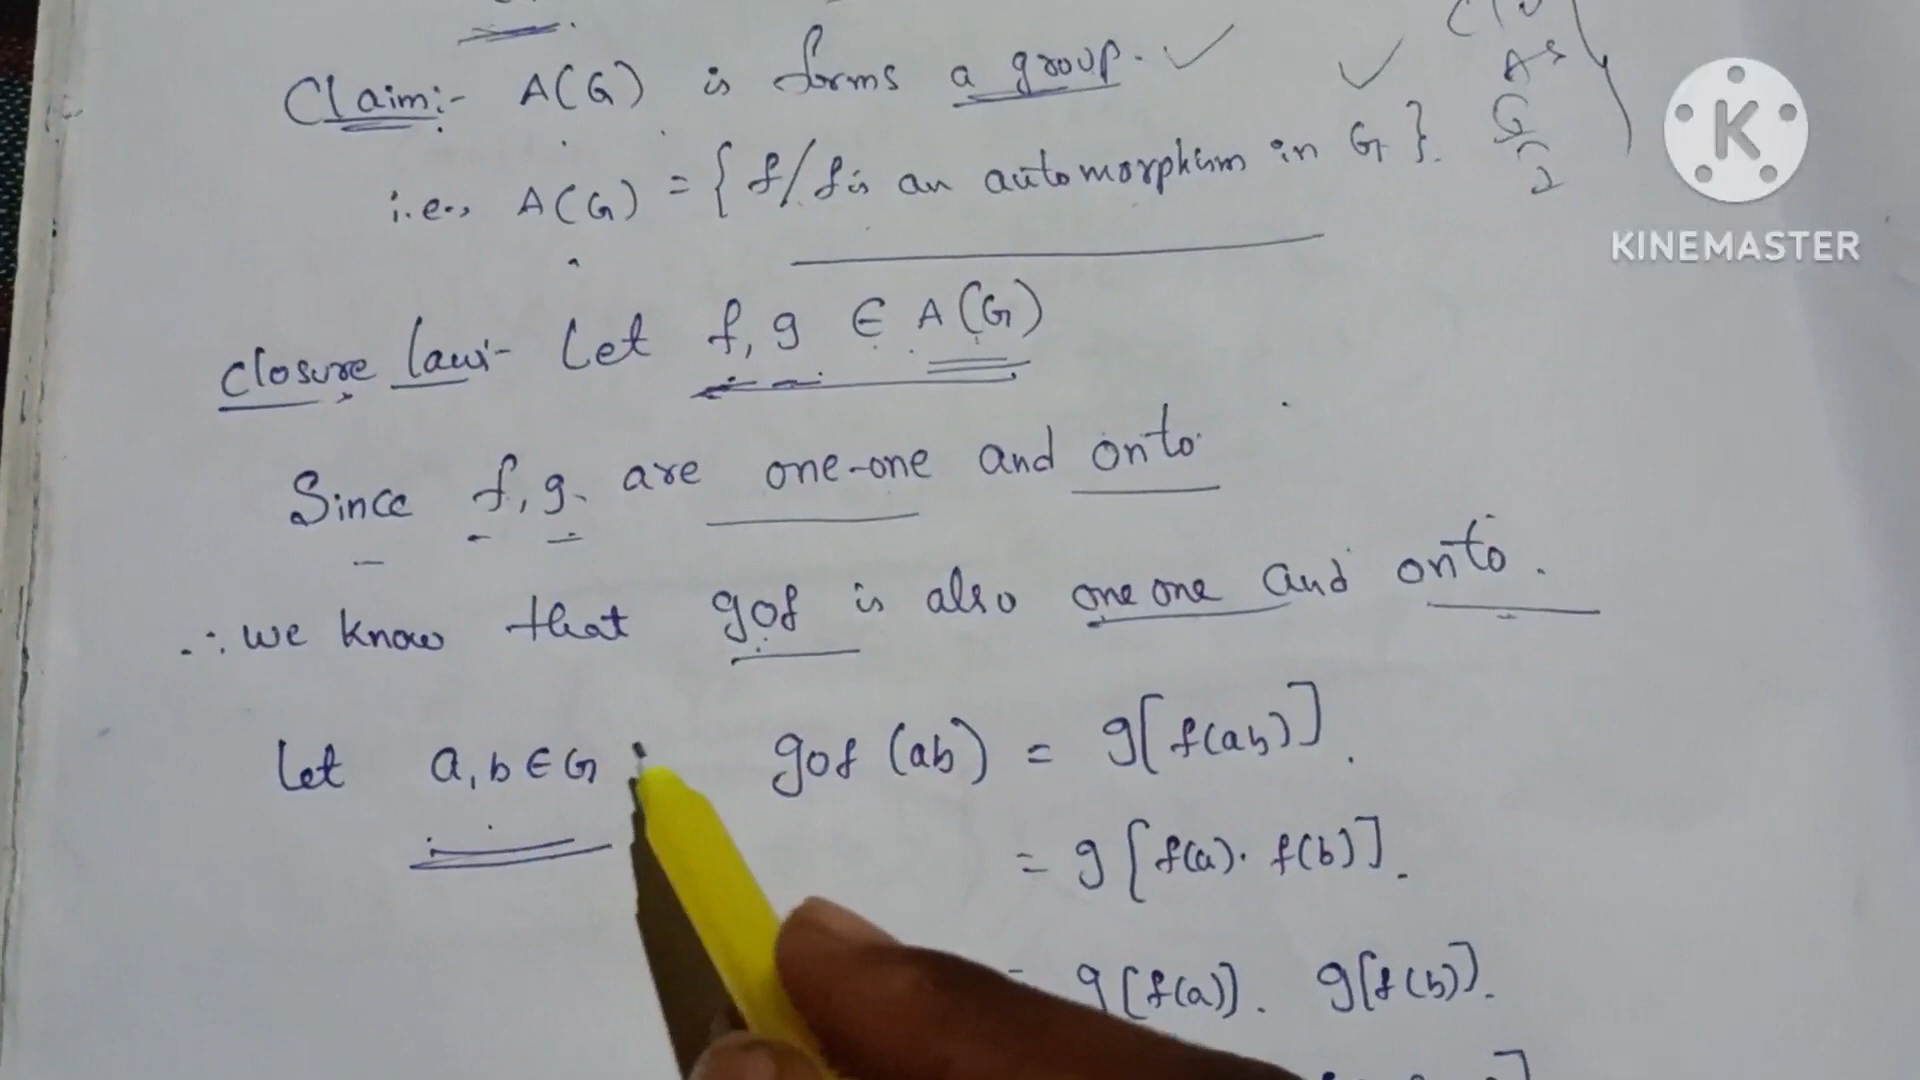 Claim:- A(G) is forms a group.
i.e., A(G) = { f/f is an automorphism in G }.
KINEMASTER
closure law:- Let f, g ∈ A(G)
Since f, g are one-one and onto
∴ we know that gof is also one one and onto.
Let a, b ∈ G gof (ab) = g[f(ab)].
= g[f(a). f(b)].
= g[f(a)]. g[f(b)].